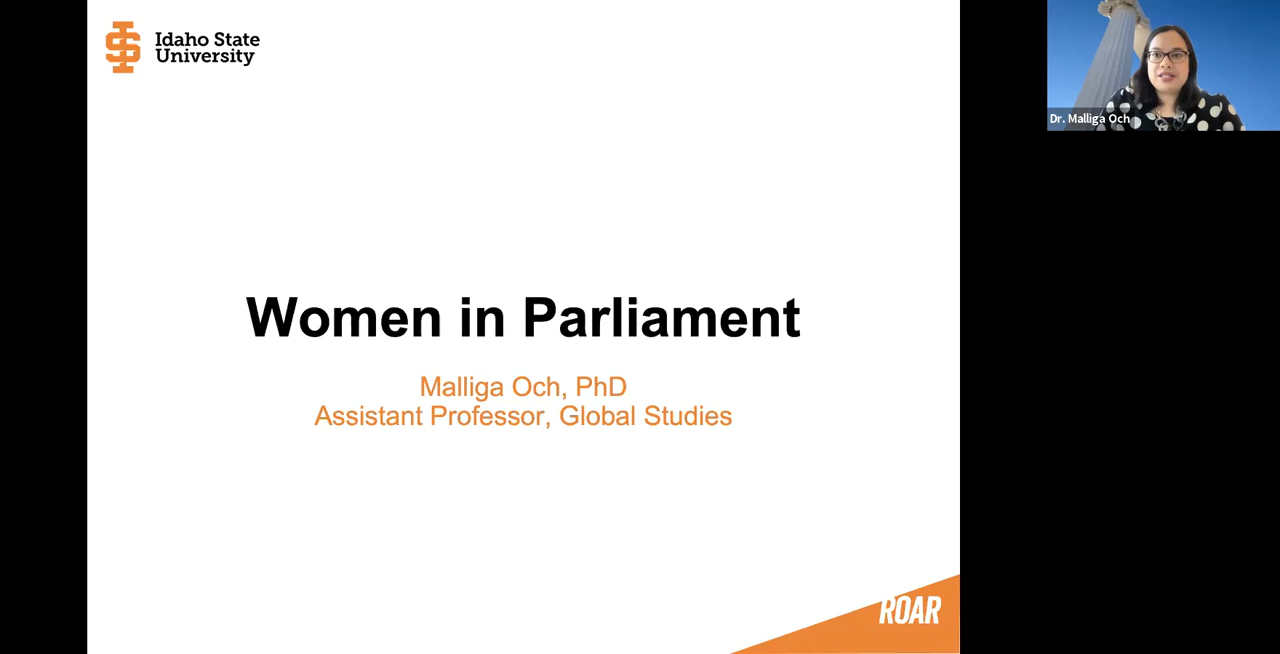 Idaho State
University
Dr. Malliga Och
Women in Parliament
Malliga Och, PhD
Assistant Professor, Global Studies
ROAR